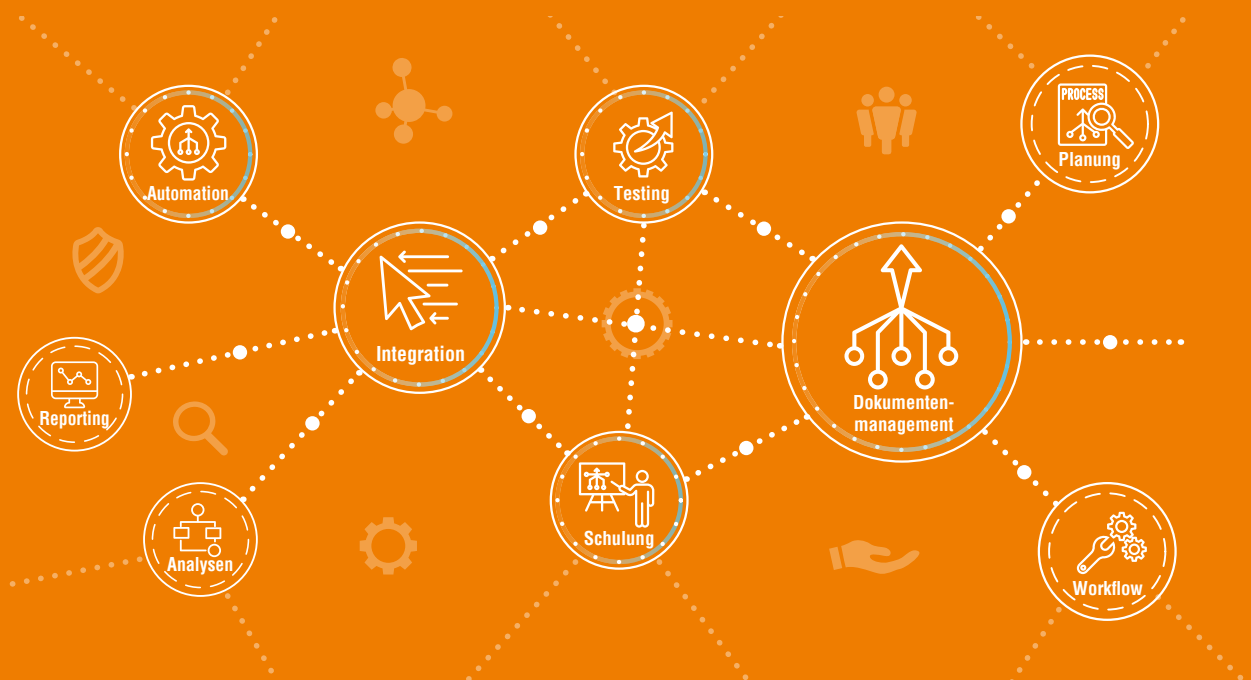 PROCESS
Planung
Automation
Testing
Integration
Dokumenten-
management
Reporting
Schulung
Analysen
Workflow